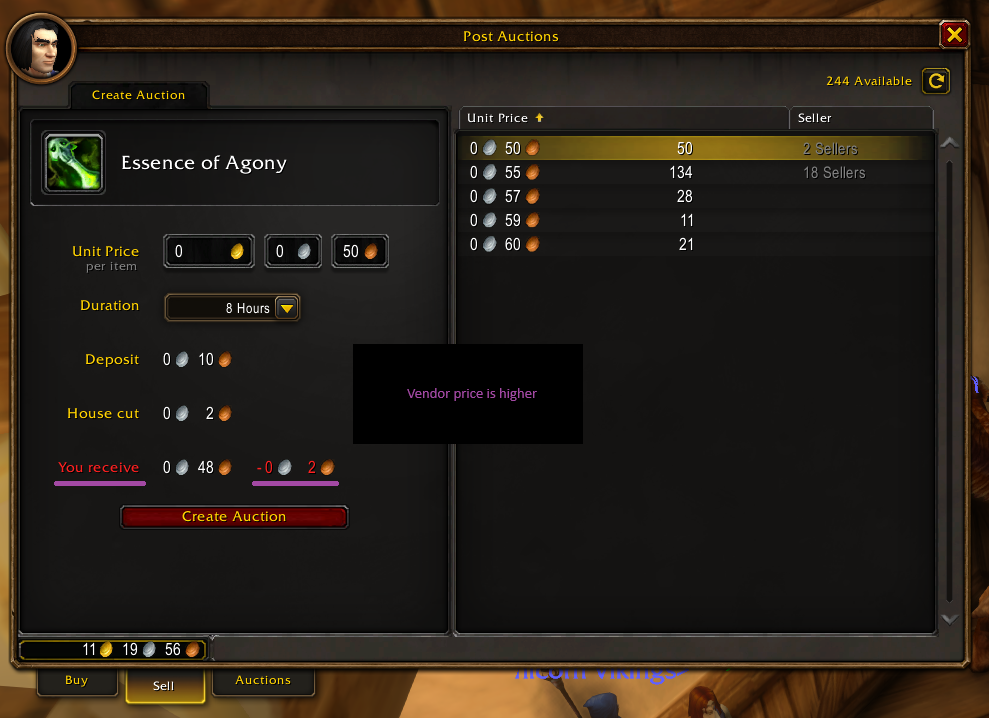 Post Auctions
244 Available
Create Auction
Essence of Agony
Unit Price
per item
0 0 50
Duration
8 Hours
Deposit
0 10
House cut
0 2
You receive
0 48 -0 2
Create Auction
Unit Price Seller
0 50 50 2 Sellers
0 55 134 18 Sellers
0 57 28
0 59 11
0 60 21
Vendor price is higher
11 19 56
Buy
Sell
Auctions